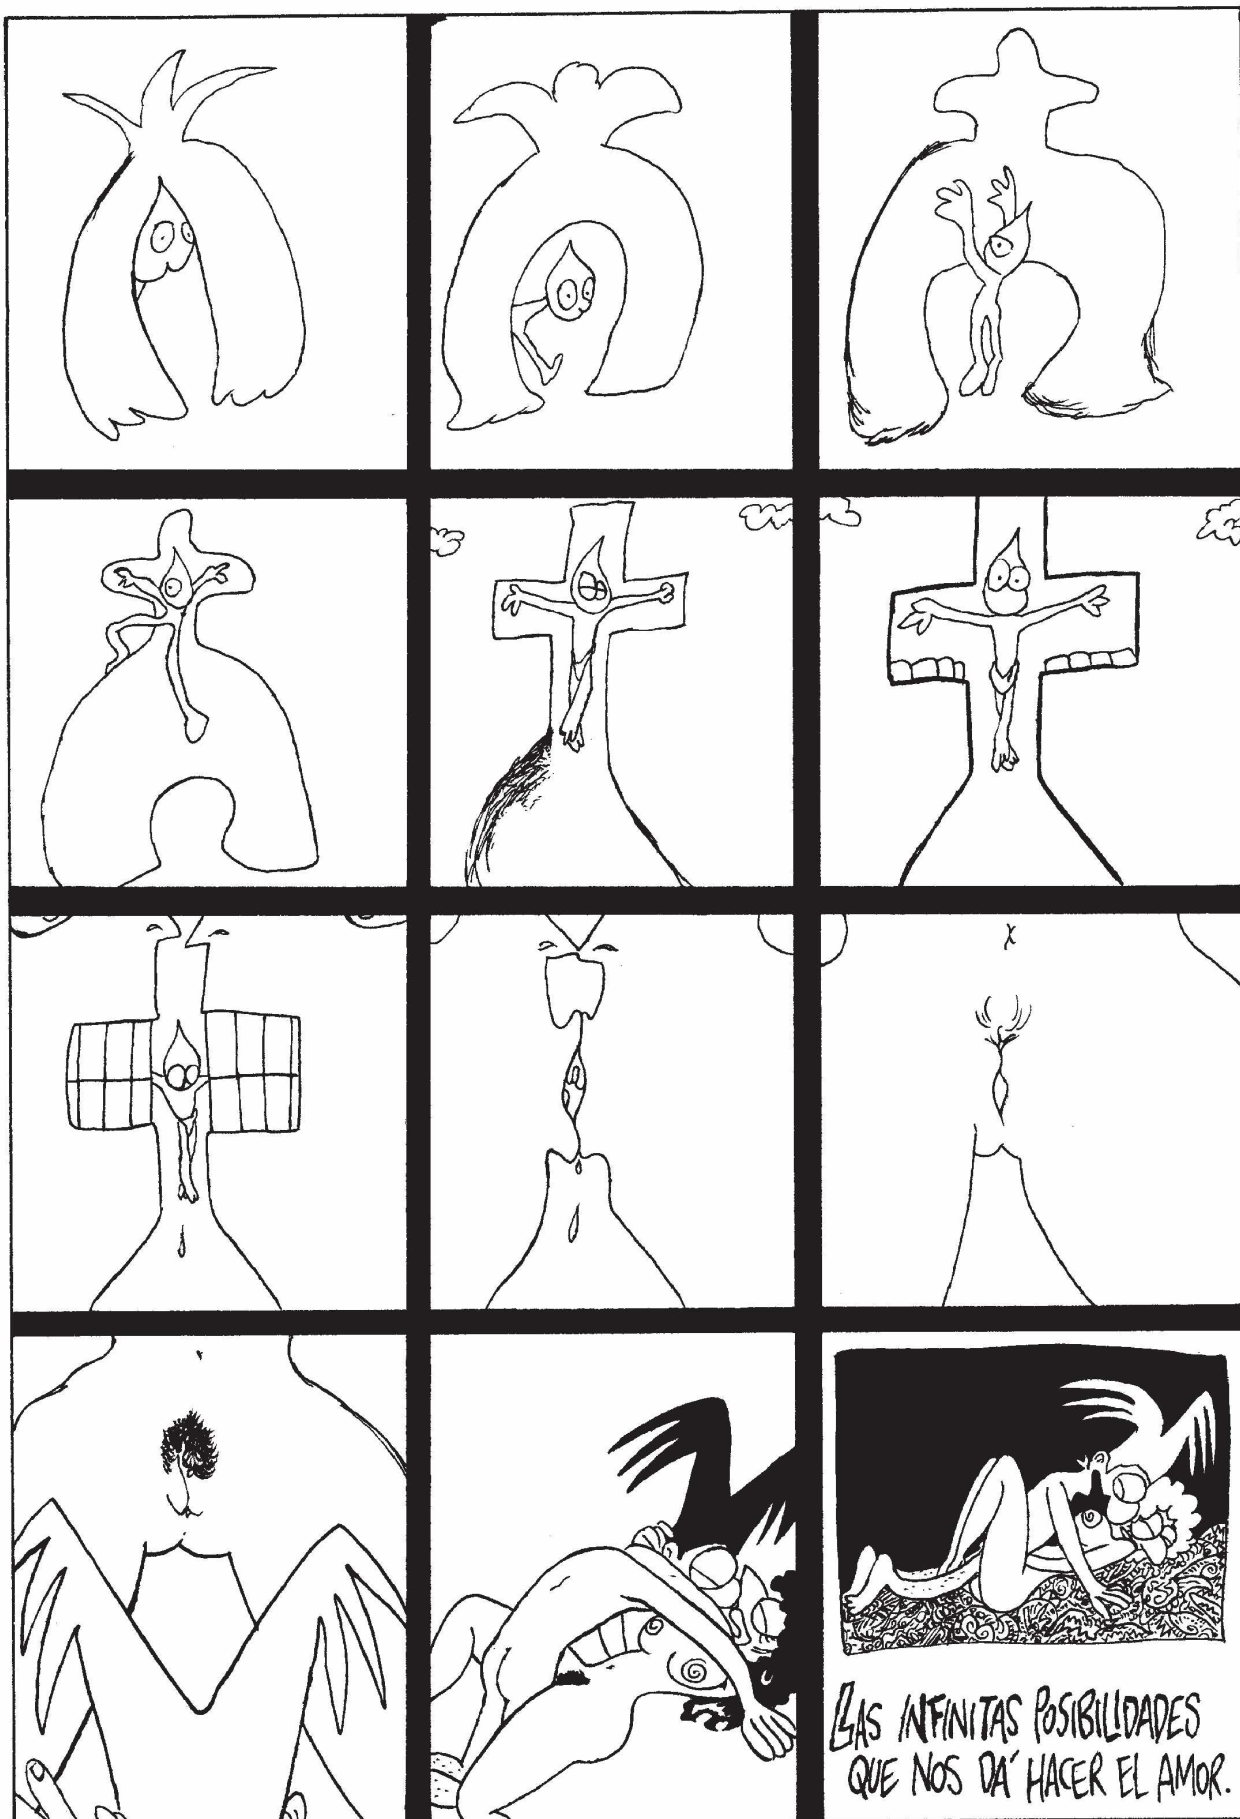 LAS INFINITAS POSIBILIDADES
QUE NOS DA' HACER EL AMOR.